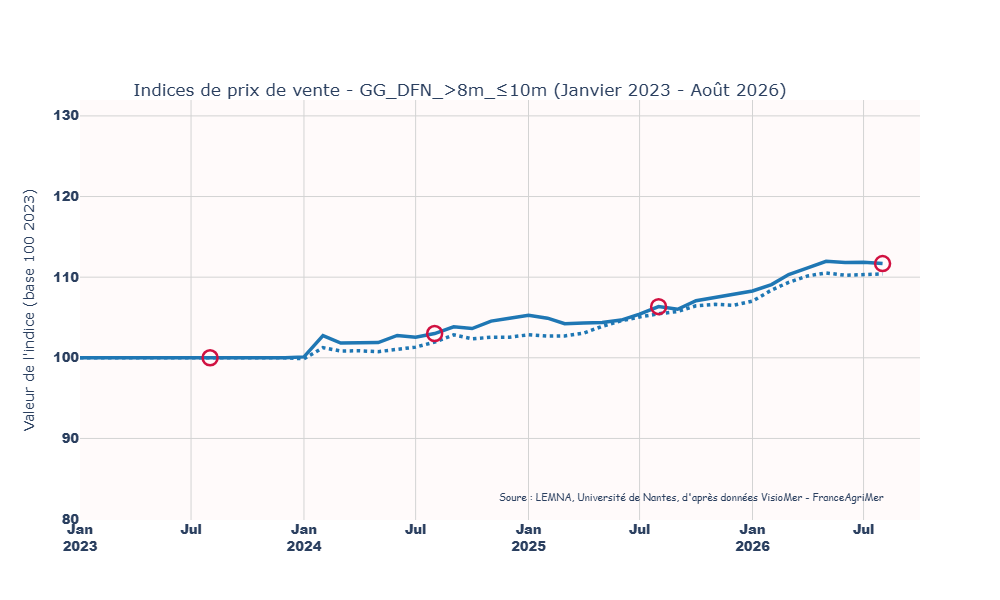 Indices de prix de vente - GG_DFN_>8m_≤10m (Janvier 2023 - Août 2026)
Valeur de l'indice (base 100 2023)
130
120
110
100
90
80
Soure : LEMNA, Université de Nantes, d'après données VisioMer - FranceAgriMer
Jan Jul Jan Jul Jan Jul Jan Jul
2023 2024 2025 2026